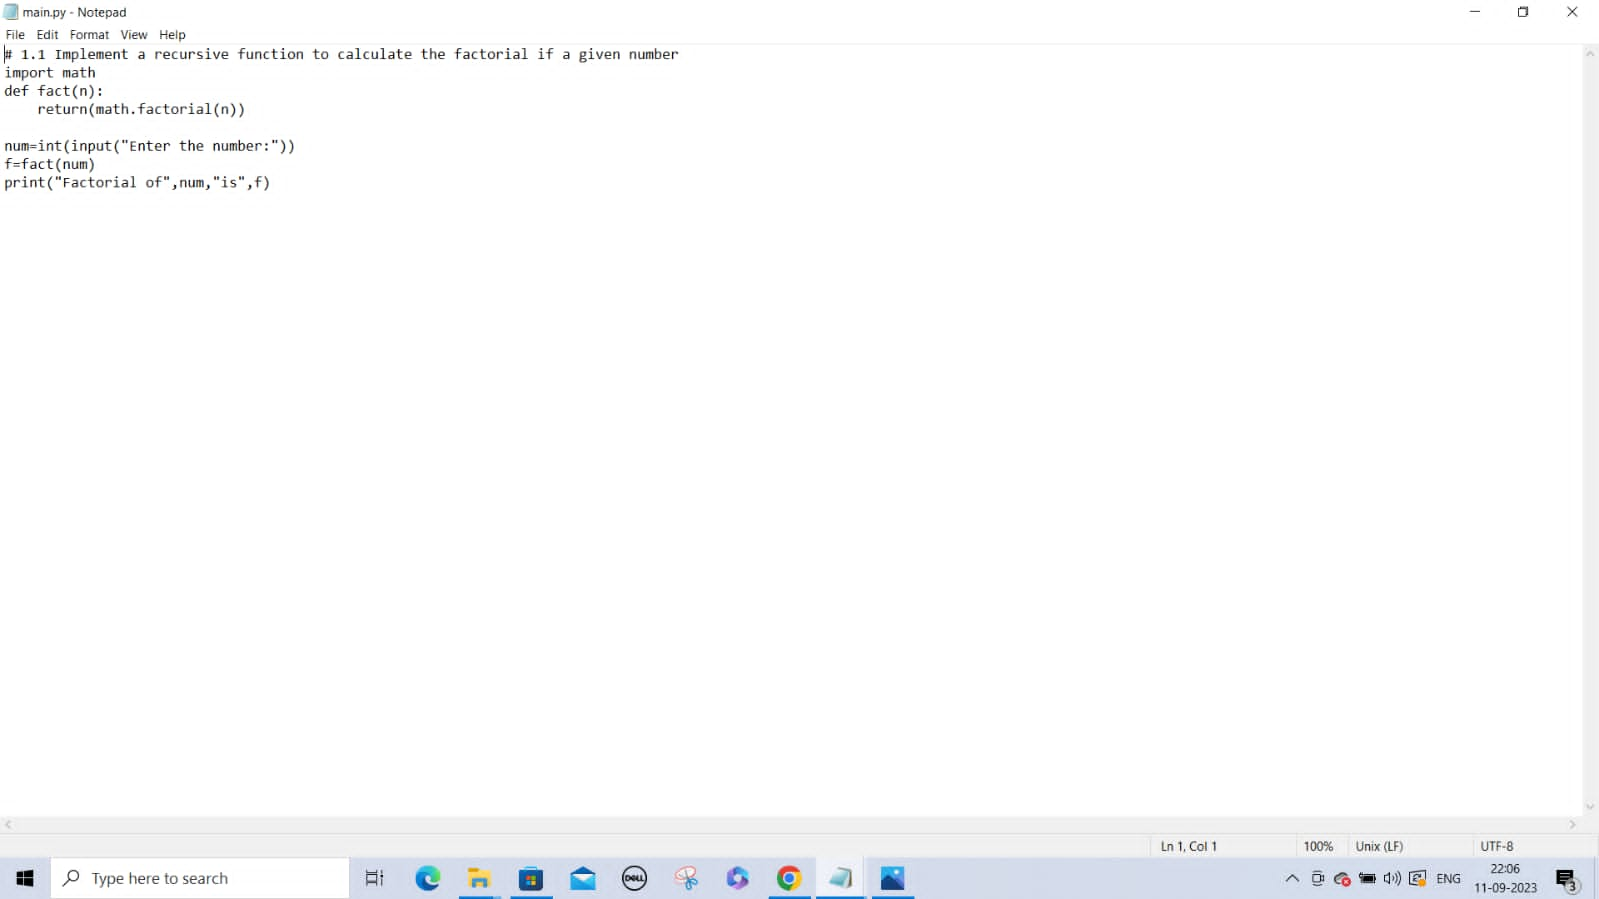 main.py - Notepad
File Edit Format View Help
# 1.1 Implement a recursive function to calculate the factorial if a given number
import math
def fact(n):
    return(math.factorial(n))

num=int(input("Enter the number:"))
f=fact(num)
print("Factorial of",num,"is",f)
Ln 1, Col 1 100% Unix (LF) UTF-8
Type here to search
DELL
ENG
22:06
11-09-2023
3